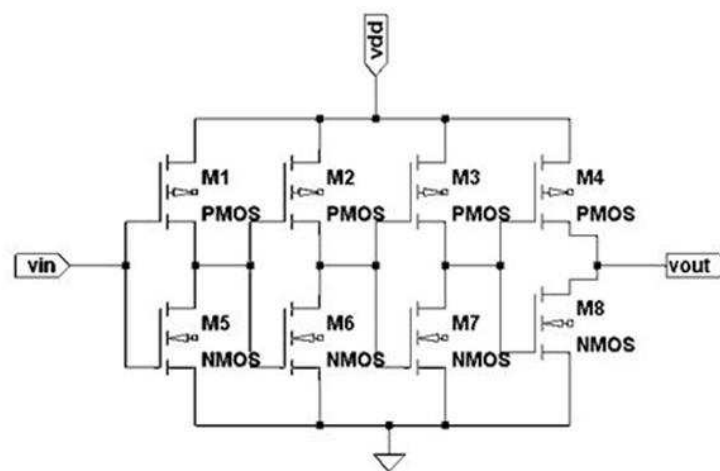 vdd
M1 M2 M3 M4
PMOS PMOS PMOS PMOS
vin vout
M5 M6 M7 M8
NMOS NMOS NMOS NMOS